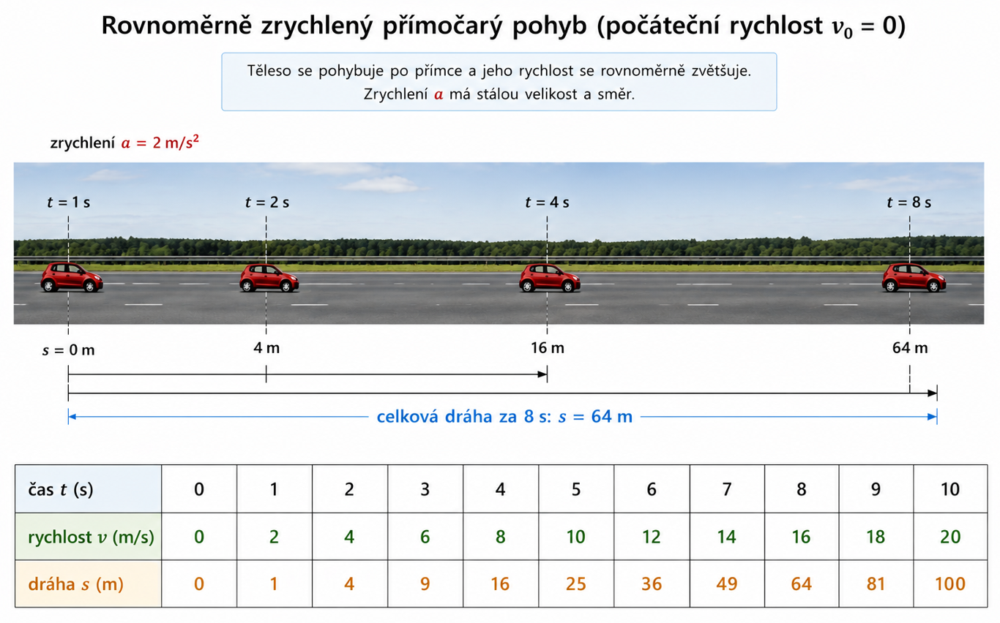 Rovnoměrně zrychlený přímočarý pohyb (počáteční rychlost v₀ = 0)
Těleso se pohybuje po přímce a jeho rychlost se rovnoměrně zvětšuje.
Zrychlení a má stálou velikost a směr.
zrychlení a = 2 m/s²
t = 1 s t = 2 s t = 4 s t = 8 s
s = 0 m 4 m 16 m 64 m
celková dráha za 8 s: s = 64 m
čas t (s) 0 1 2 3 4 5 6 7 8 9 10
rychlost v (m/s) 0 2 4 6 8 10 12 14 16 18 20
dráha s (m) 0 1 4 9 16 25 36 49 64 81 100